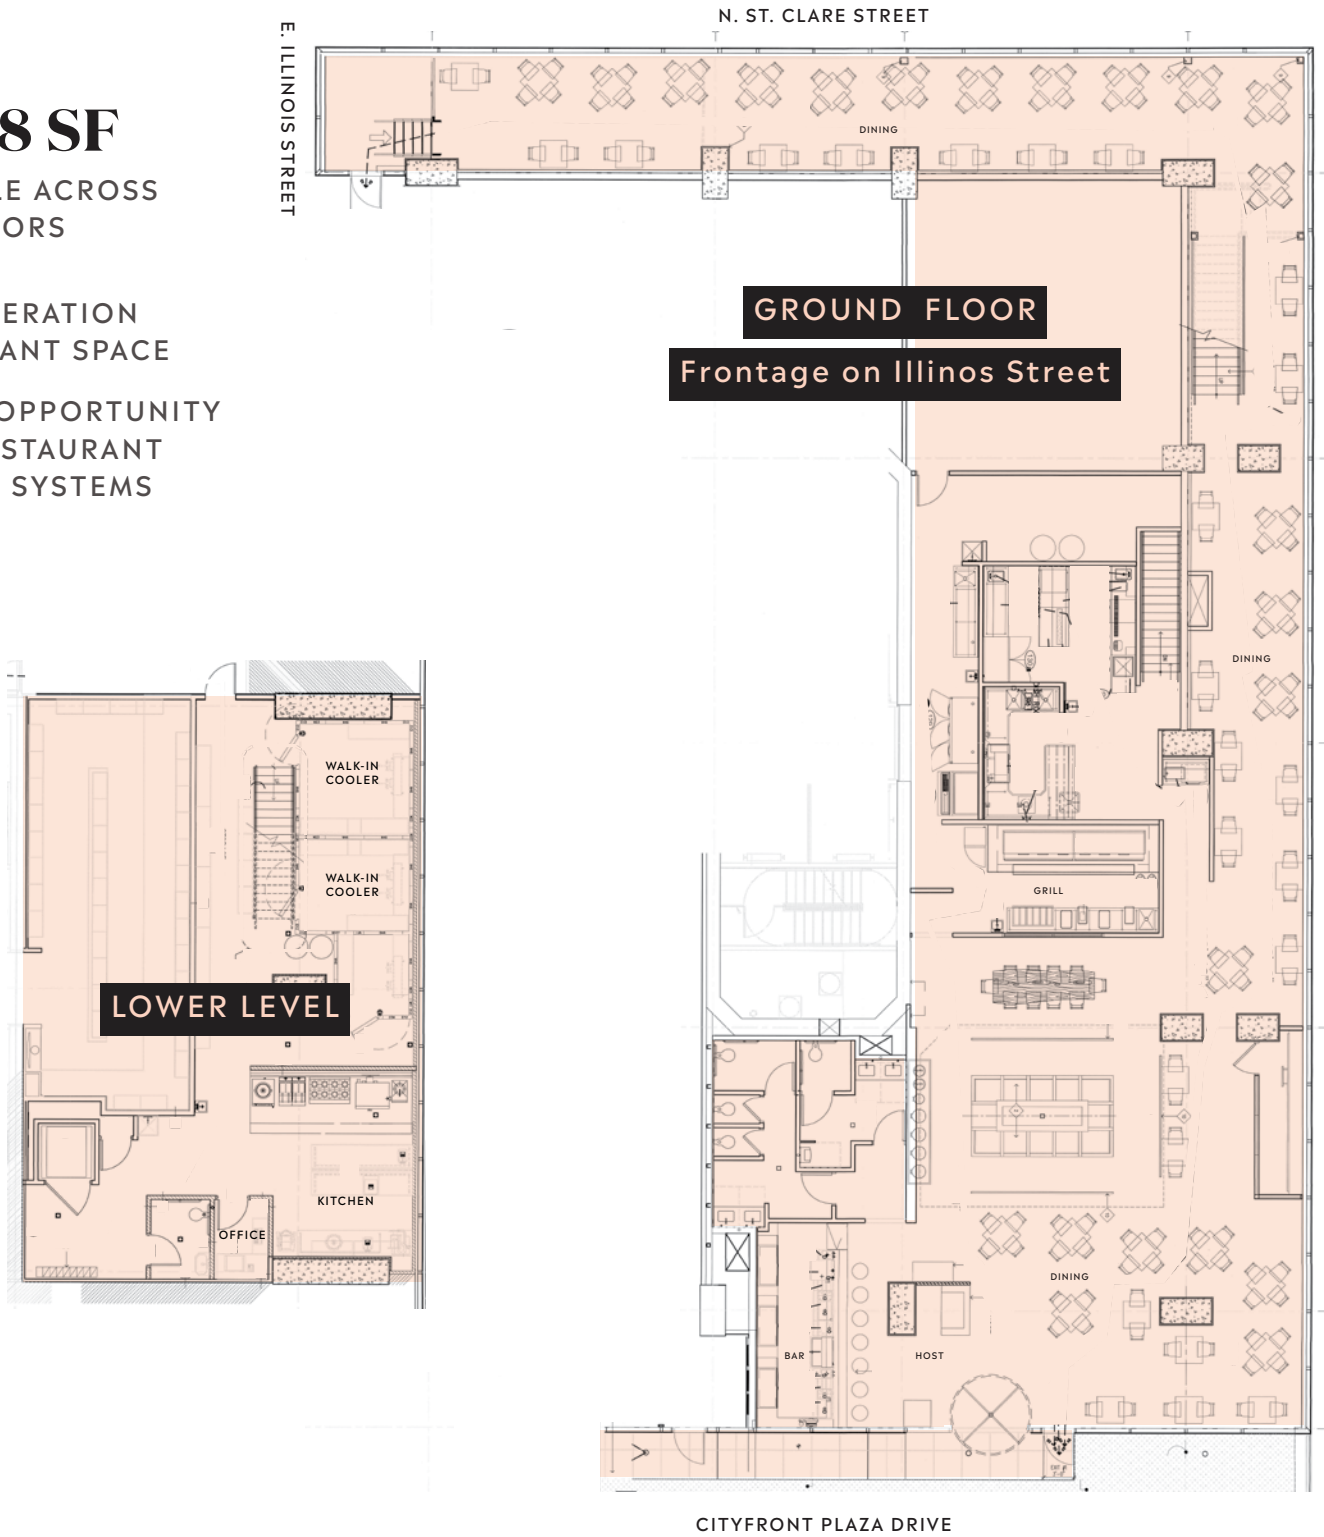 N. ST. CLARE STREET
E. ILLINOIS STREET
8 SF
LE ACROSS
ORS
ERATION
ANT SPACE
OPPORTUNITY
STAURANT
SYSTEMS
DINING
GROUND FLOOR
Frontage on Illinos Street
DINING
WALK-IN
COOLER
WALK-IN
COOLER
GRILL
LOWER LEVEL
KITCHEN
OFFICE
DINING
BAR
HOST
CITYFRONT PLAZA DRIVE